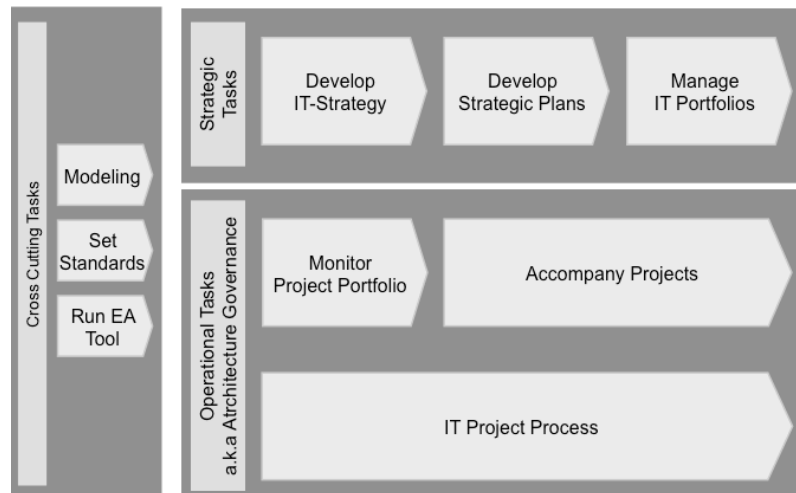 Cross Cutting Tasks
Modeling
Set
Standards
Run EA
Tool
Strategic
Tasks
Develop
IT-Strategy
Develop
Strategic Plans
Manage
IT Portfolios
Operational Tasks
a.k.a Atrchitecture Governance
Monitor
Project Portfolio
Accompany Projects
IT Project Process